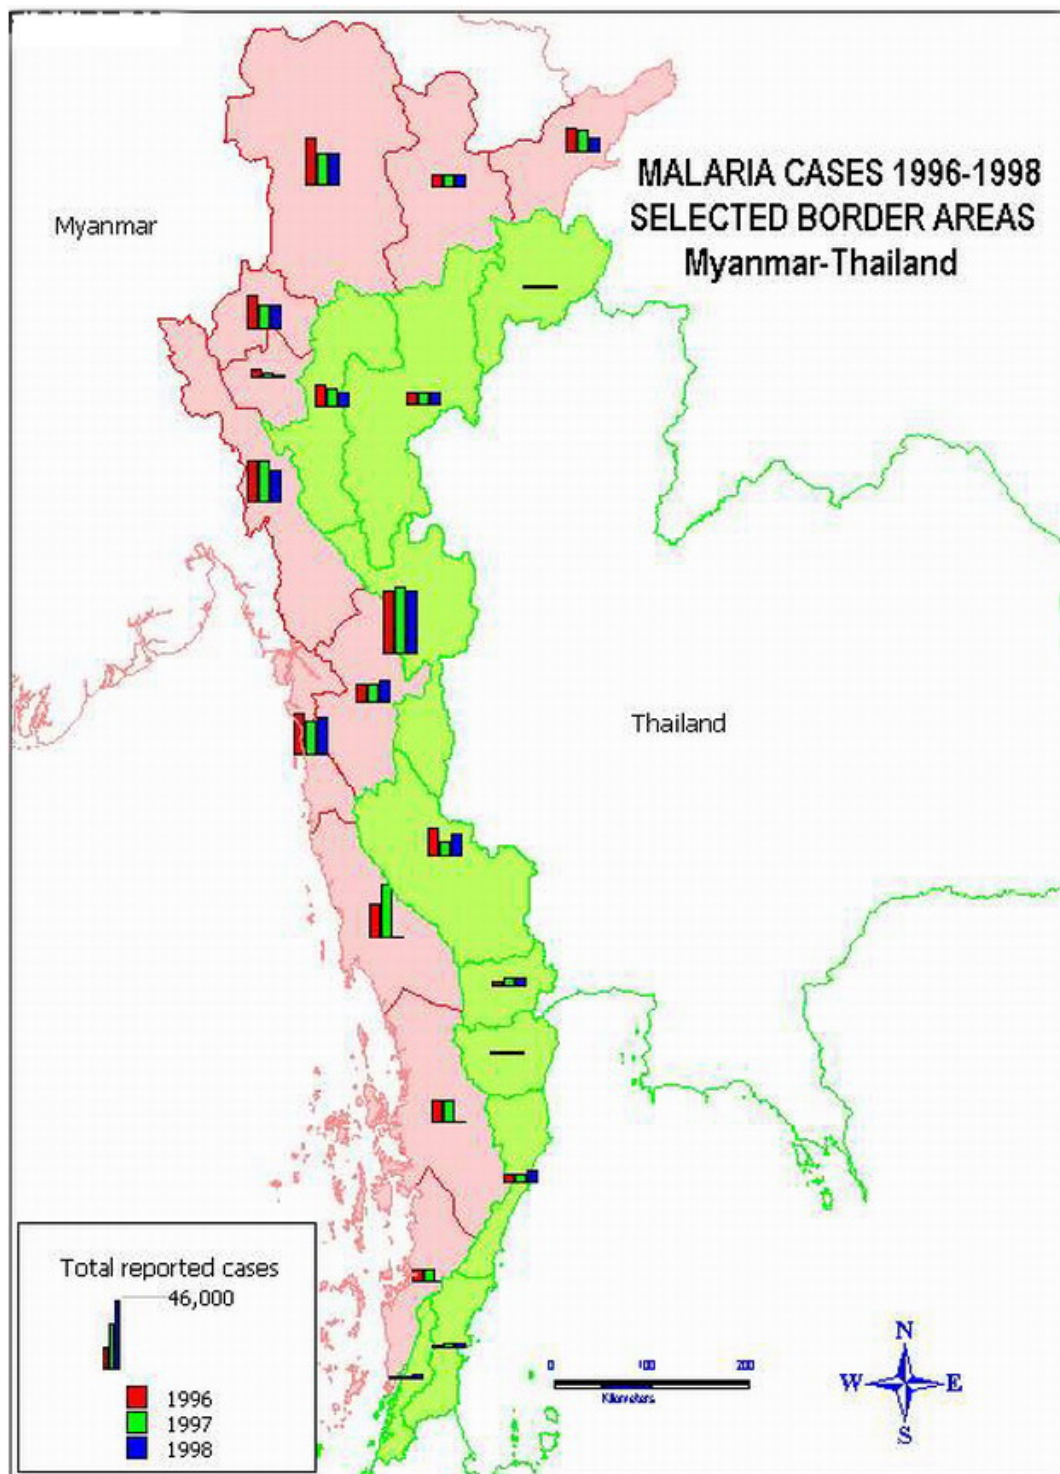 MALARIA CASES 1996-1998
SELECTED BORDER AREAS
Myanmar-Thailand
Myanmar
Thailand
Total reported cases
46,000
1996
1997
1998
0 100 200
Kilometers
N
W E
S